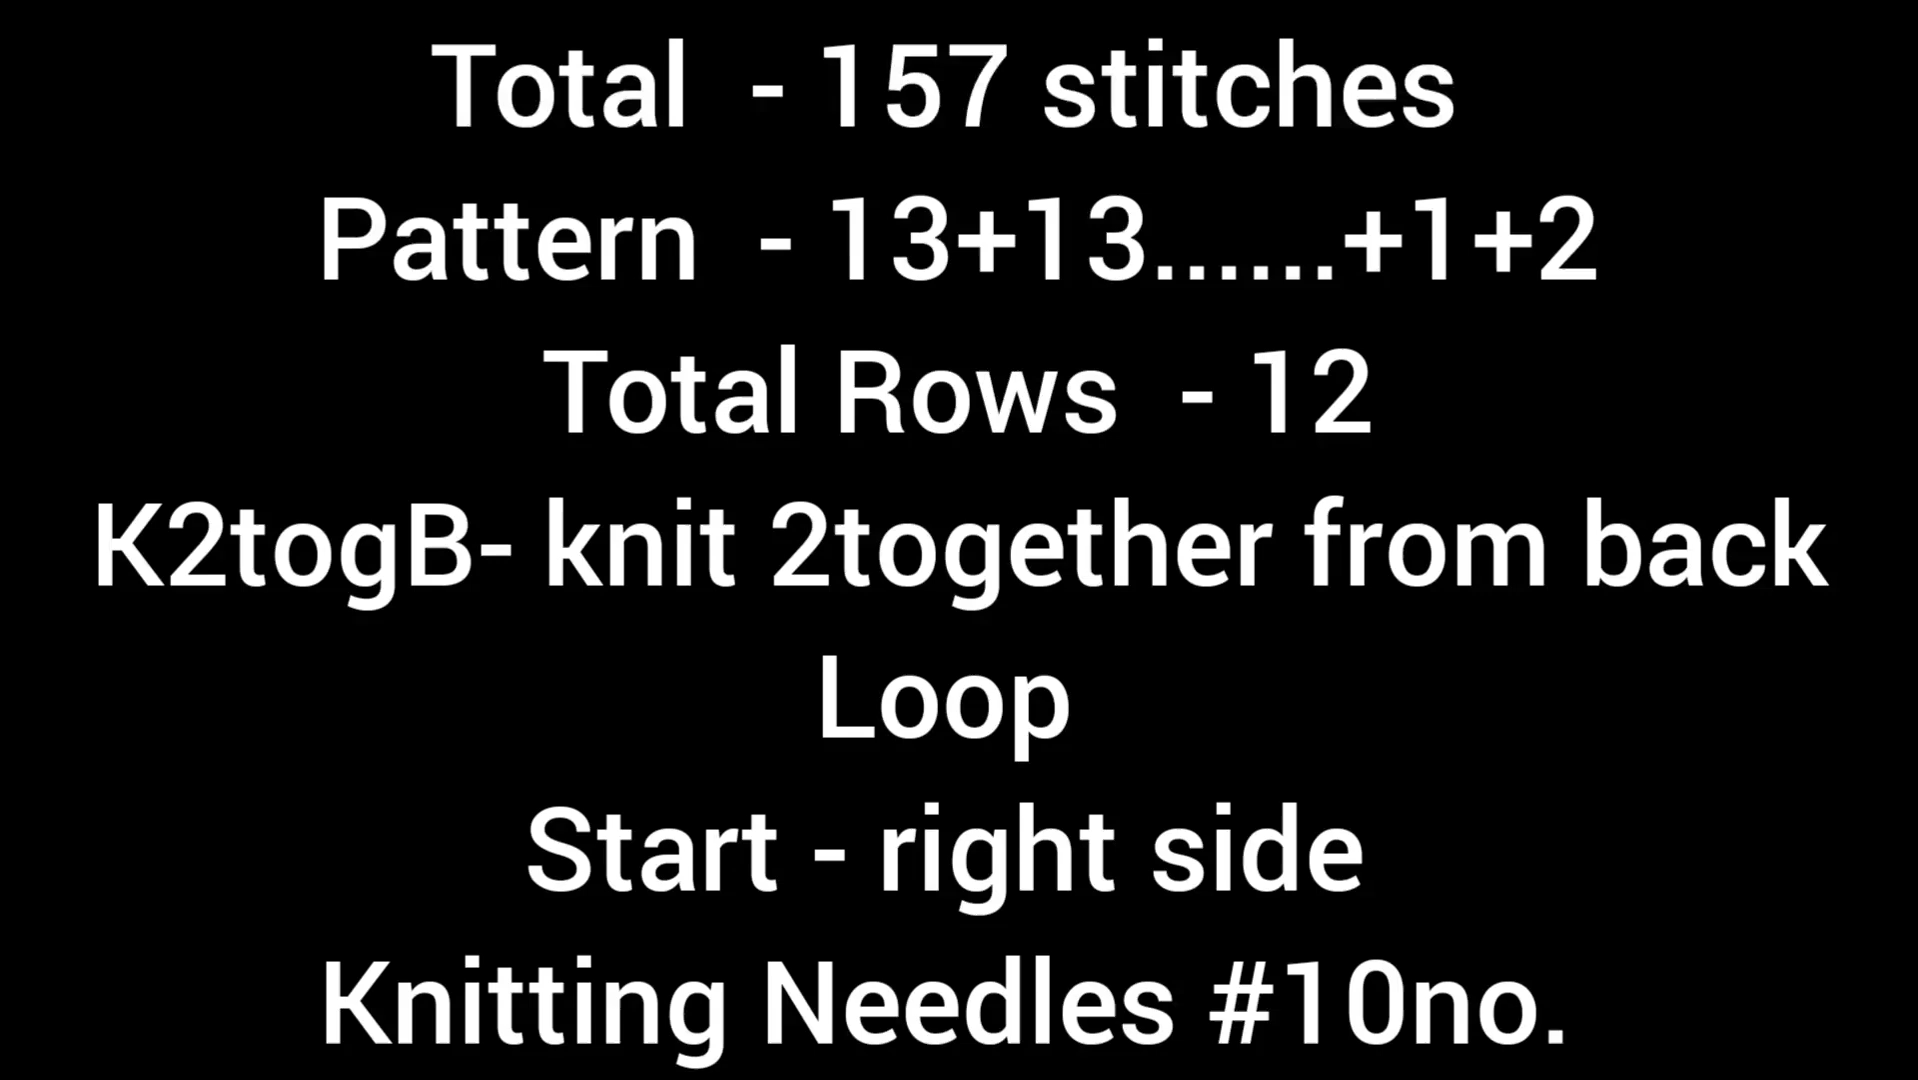 Total - 157 stitches
Pattern - 13+13......+1+2
Total Rows - 12
K2togB- knit 2together from back
Loop
Start - right side
Knitting Needles #10no.